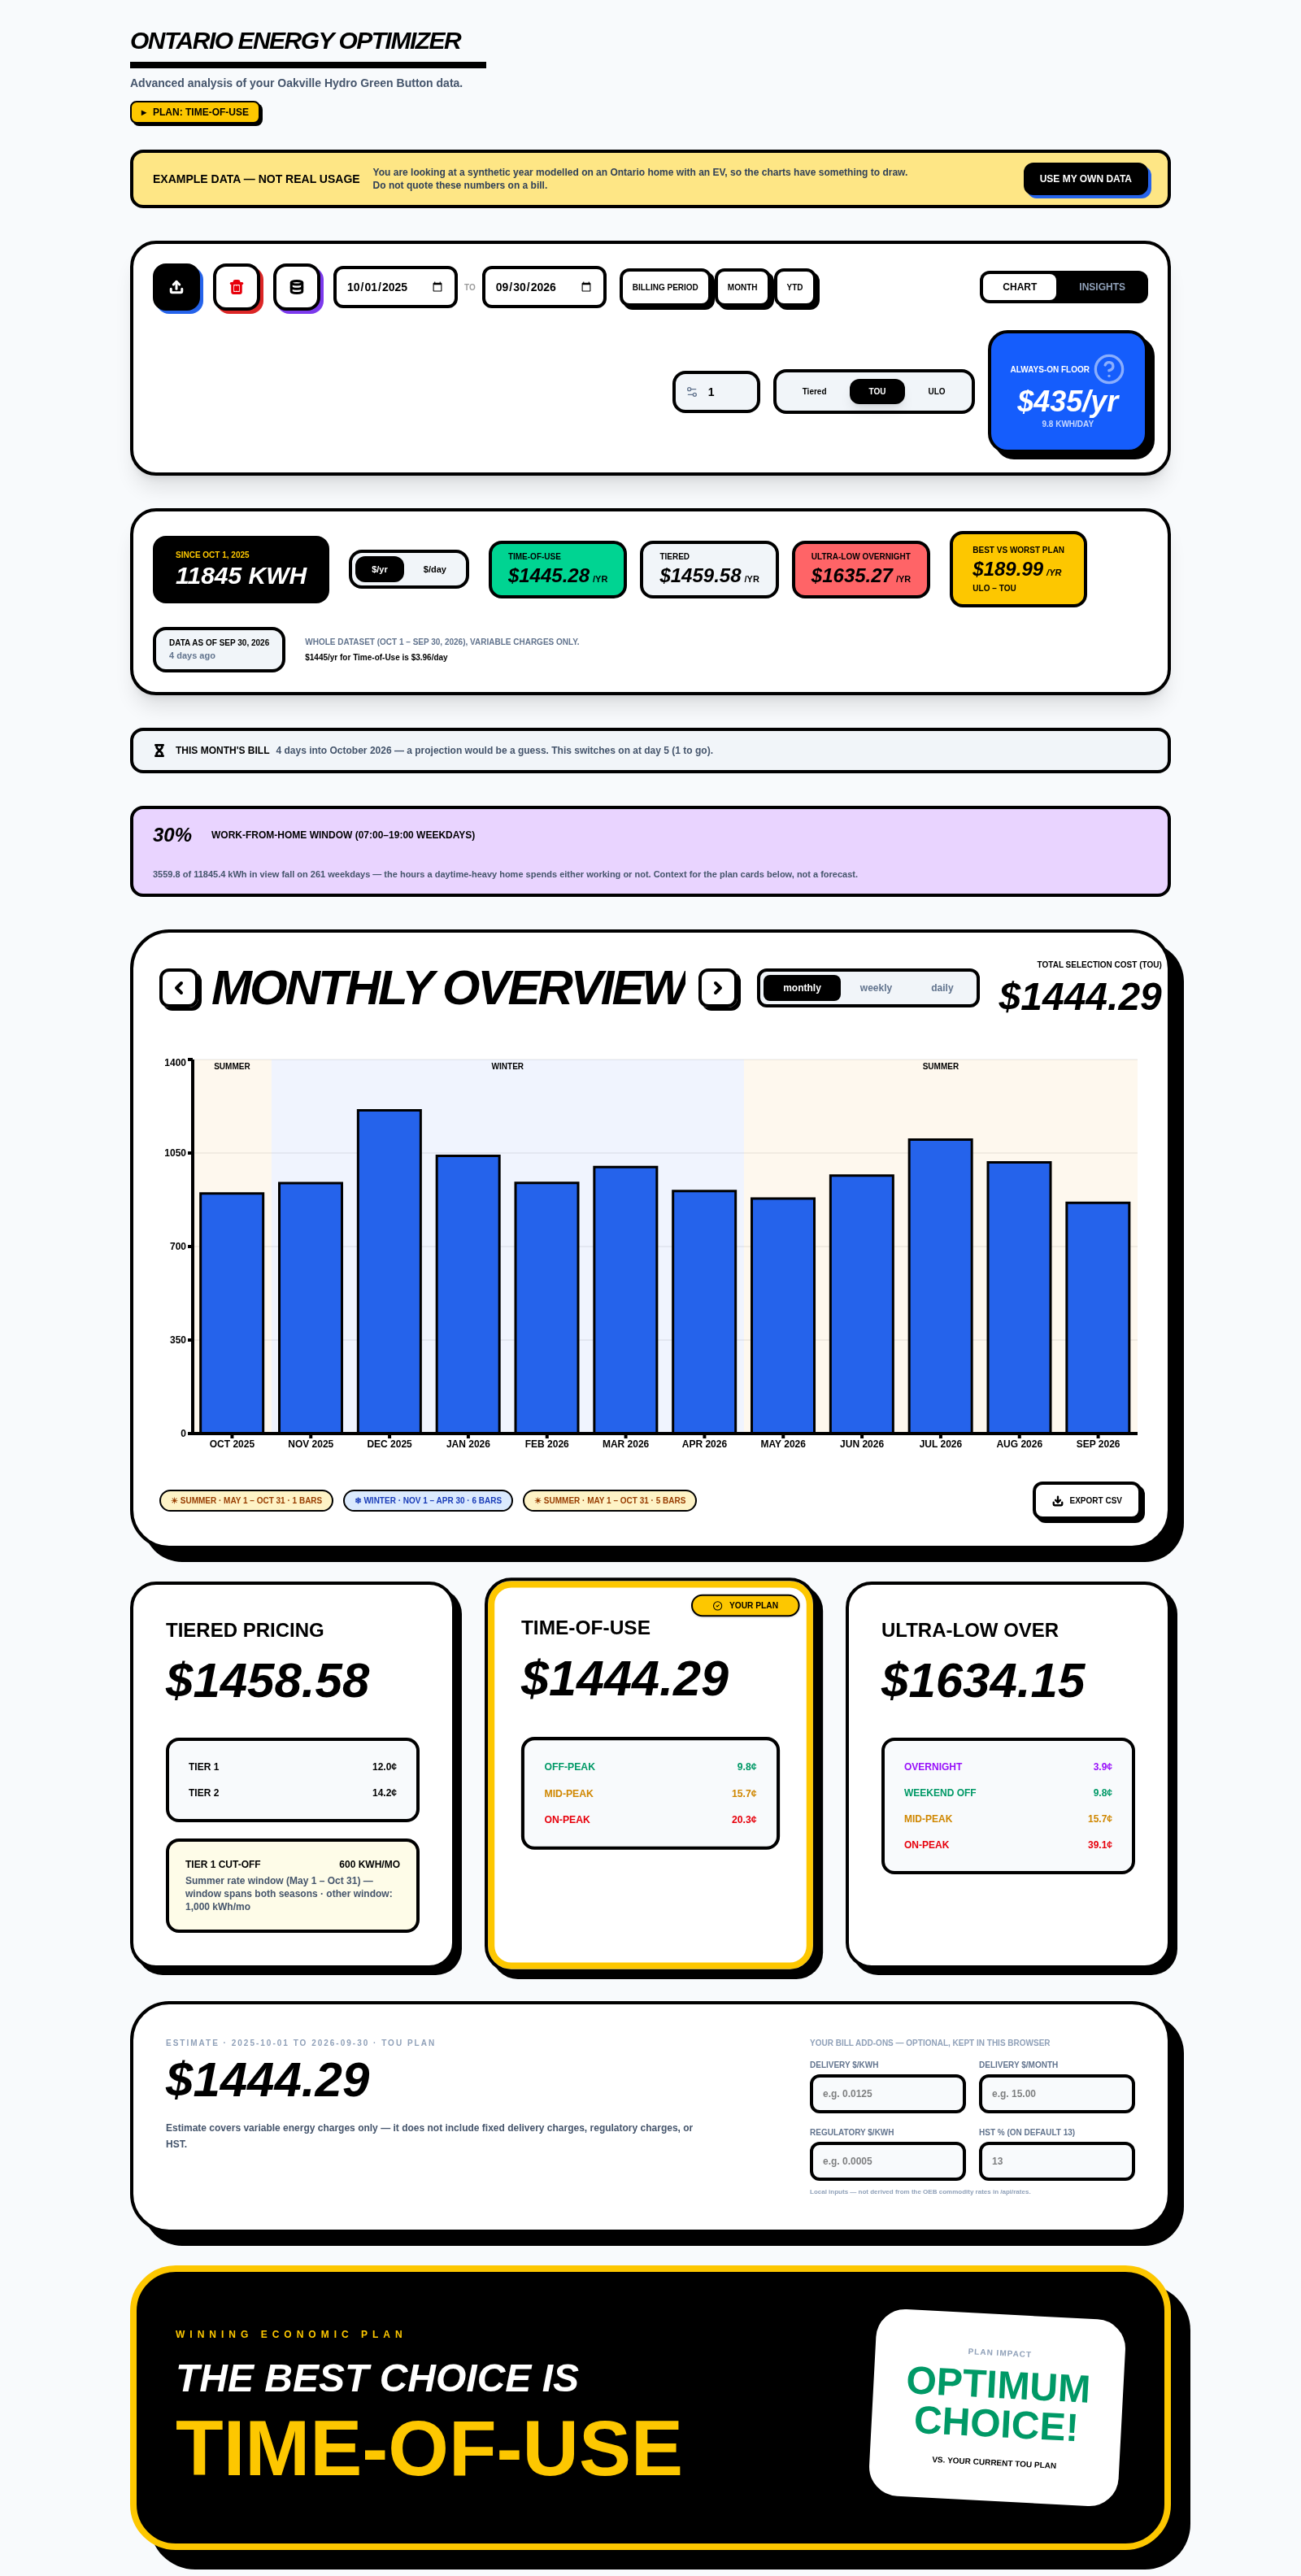 ONTARIO ENERGY OPTIMIZER
Advanced analysis of your Oakville Hydro Green Button data.
► PLAN: TIME-OF-USE
EXAMPLE DATA — NOT REAL USAGE
You are looking at a synthetic year modelled on an Ontario home with an EV, so the charts have something to draw.
Do not quote these numbers on a bill.
USE MY OWN DATA
10/01/2025
TO
09/30/2026
BILLING PERIOD
MONTH
YTD
CHART
INSIGHTS
1
Tiered
TOU
ULO
ALWAYS-ON FLOOR ?
$435/yr
9.8 KWH/DAY
SINCE OCT 1, 2025
11845 KWH
$/yr
$/day
TIME-OF-USE
$1445.28 /YR
TIERED
$1459.58 /YR
ULTRA-LOW OVERNIGHT
$1635.27 /YR
BEST VS WORST PLAN
$189.99 /YR
ULO – TOU
DATA AS OF SEP 30, 2026
4 days ago
WHOLE DATASET (OCT 1 – SEP 30, 2026), VARIABLE CHARGES ONLY.
$1445/yr for Time-of-Use is $3.96/day
THIS MONTH'S BILL 4 days into October 2026 — a projection would be a guess. This switches on at day 5 (1 to go).
30%
WORK-FROM-HOME WINDOW (07:00–19:00 WEEKDAYS)
3559.8 of 11845.4 kWh in view fall on 261 weekdays — the hours a daytime-heavy home spends either working or not. Context for the plan cards below, not a forecast.
MONTHLY OVERVIEW
monthly
weekly
daily
TOTAL SELECTION COST (TOU)
$1444.29
1400
1050
700
350
0
SUMMER
WINTER
SUMMER
OCT 2025
NOV 2025
DEC 2025
JAN 2026
FEB 2026
MAR 2026
APR 2026
MAY 2026
JUN 2026
JUL 2026
AUG 2026
SEP 2026
☀ SUMMER · MAY 1 – OCT 31 · 1 BARS
❄ WINTER · NOV 1 – APR 30 · 6 BARS
☀ SUMMER · MAY 1 – OCT 31 · 5 BARS
EXPORT CSV
TIERED PRICING
$1458.58
TIER 1 12.0¢
TIER 2 14.2¢
TIER 1 CUT-OFF 600 KWH/MO
Summer rate window (May 1 – Oct 31) —
window spans both seasons · other window:
1,000 kWh/mo
YOUR PLAN
TIME-OF-USE
$1444.29
OFF-PEAK 9.8¢
MID-PEAK 15.7¢
ON-PEAK 20.3¢
ULTRA-LOW OVER
$1634.15
OVERNIGHT 3.9¢
WEEKEND OFF 9.8¢
MID-PEAK 15.7¢
ON-PEAK 39.1¢
ESTIMATE · 2025-10-01 TO 2026-09-30 · TOU PLAN
$1444.29
Estimate covers variable energy charges only — it does not include fixed delivery charges, regulatory charges, or
HST.
YOUR BILL ADD-ONS — OPTIONAL, KEPT IN THIS BROWSER
DELIVERY $/KWH
DELIVERY $/MONTH
e.g. 0.0125
e.g. 15.00
REGULATORY $/KWH
HST % (ON DEFAULT 13)
e.g. 0.0005
13
Local inputs — not derived from the OEB commodity rates in /api/rates.
WINNING ECONOMIC PLAN
THE BEST CHOICE IS
TIME-OF-USE
PLAN IMPACT
OPTIMUM
CHOICE!
VS. YOUR CURRENT TOU PLAN